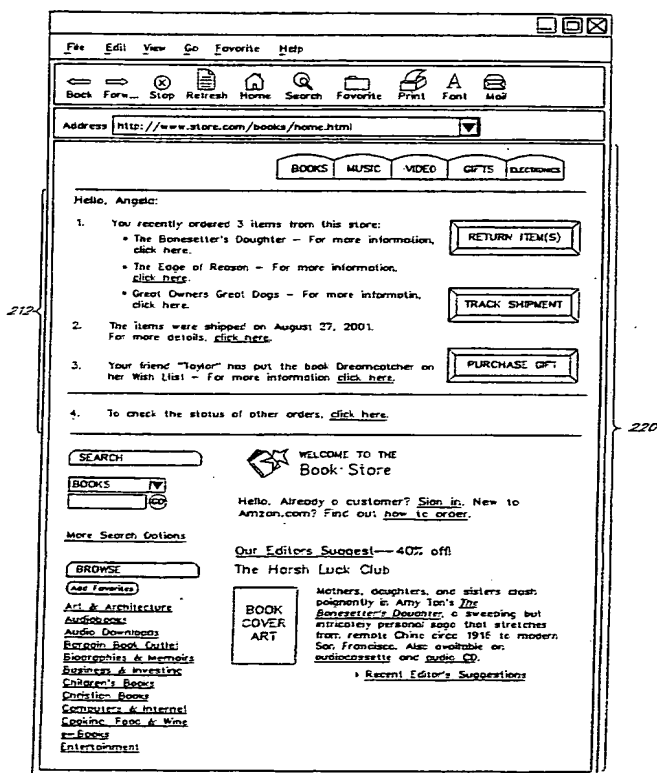 File Edit View Go Favorite Help
Back Forw... Stop Refresh Home Search Favorite Print Font Mail
Address http://www.store.com/books/home.html
BOOKS MUSIC VIDEO GIFTS ELECTRONICS
Hello, Angela:
1. You recently ordered 3 items from this store:
• The Bonesetter's Daughter – For more information,
click here.
RETURN ITEM(S)
• The Edge of Reason – For more information,
click here.
• Great Owners Great Dogs – For more informatin,
click here.
TRACK SHIPMENT
212
2. The items were shipped on August 27, 2001.
For more details, click here.
3. Your friend "Taylor" has put the book Dreamcatcher on
her Wish List – For more information click here.
PURCHASE GIFT
4. To check the status of other orders, click here.
220
SEARCH
BOOKS
GO
More Search Options
BROWSE
Add Favorites
Art & Architecture
Audiobooks
Audio Downloads
Bargain Book Outlet
Biographies & Memoirs
Business & Investing
Children's Books
Christian Books
Computers & Internet
Cooking, Food & Wine
e-Books
Entertainment
WELCOME TO THE
Book Store
Hello. Already a customer? Sign in. New to
Amzon.com? Find out how to order.
Our Editors Suggest—40% off!
The Harsh Luck Club
BOOK
COVER
ART
Mothers, daughters, and sisters clash
poignantly in Amy Tan's The
Bonesetter's Daughter, a sweeping but
intricately personal saga that stretches
from remote China circa 1916 to modern
San Francisco. Also available on
audiocassette and audio CD.
› Recent Editor's Suggestions